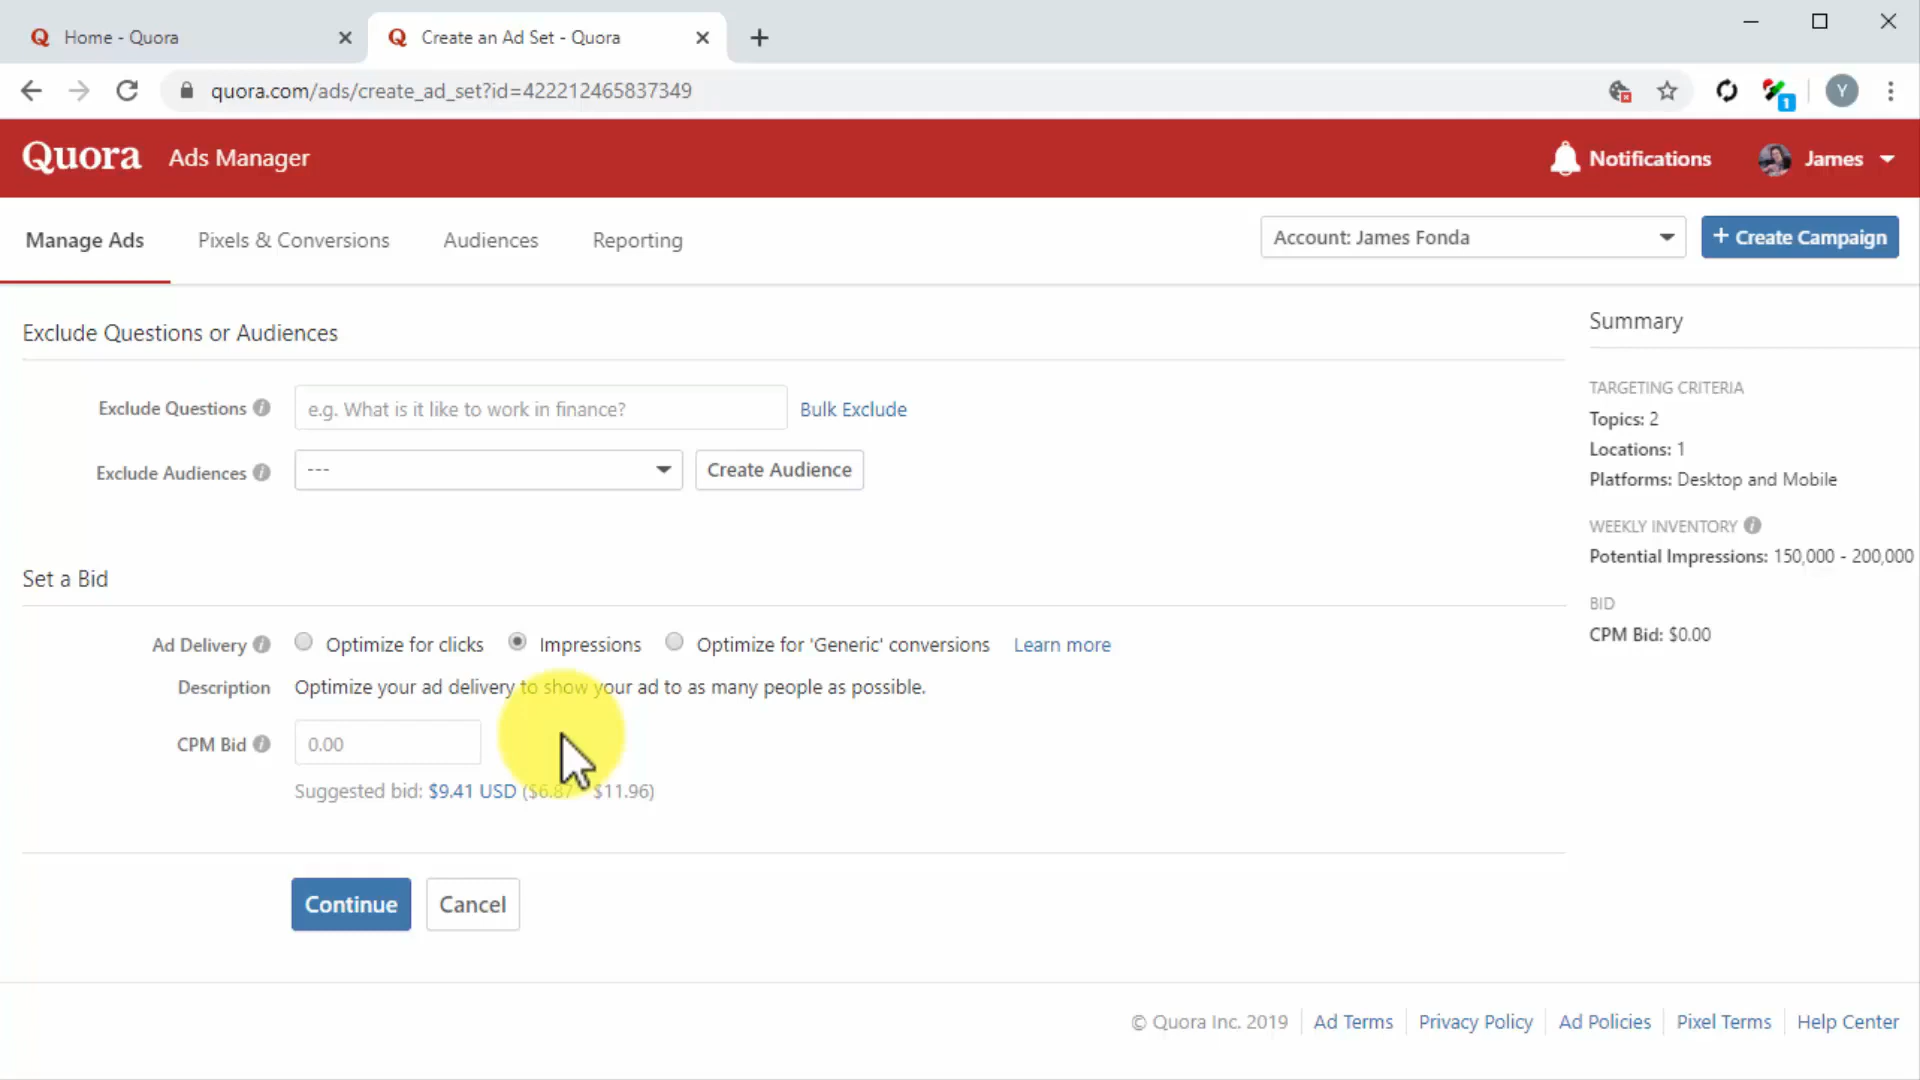 Home - Quora
Create an Ad Set - Quora
quora.com/ads/create_ad_set?id=422212465837349
1
Y
Quora Ads Manager
Notifications
James
Manage Ads
Pixels & Conversions
Audiences
Reporting
Account: James Fonda
+ Create Campaign
Exclude Questions or Audiences
Exclude Questions
e.g. What is it like to work in finance?
Bulk Exclude
Exclude Audiences
---
Create Audience
Set a Bid
Ad Delivery
Optimize for clicks
Impressions
Optimize for 'Generic' conversions
Learn more
Description
Optimize your ad delivery to show your ad to as many people as possible.
CPM Bid
0.00
Suggested bid: $9.41 USD ($6.87 - $11.96)
Continue
Cancel
Summary
TARGETING CRITERIA
Topics: 2
Locations: 1
Platforms: Desktop and Mobile
WEEKLY INVENTORY
Potential Impressions: 150,000 - 200,000
BID
CPM Bid: $0.00
© Quora Inc. 2019
Ad Terms
Privacy Policy
Ad Policies
Pixel Terms
Help Center